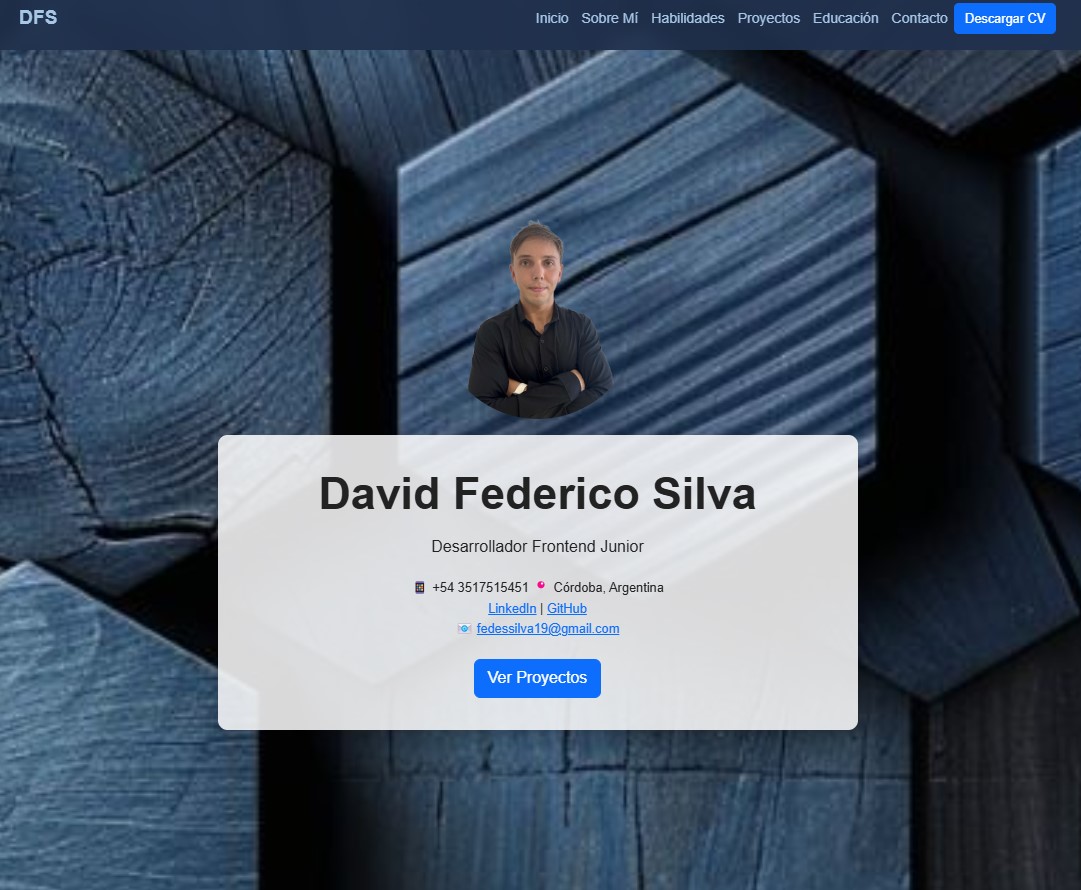 DFS
Inicio Sobre Mí Habilidades Proyectos Educación Contacto Descargar CV
David Federico Silva
Desarrollador Frontend Junior
+54 3517515451 Córdoba, Argentina
LinkedIn | GitHub
fedessilva19@gmail.com
Ver Proyectos